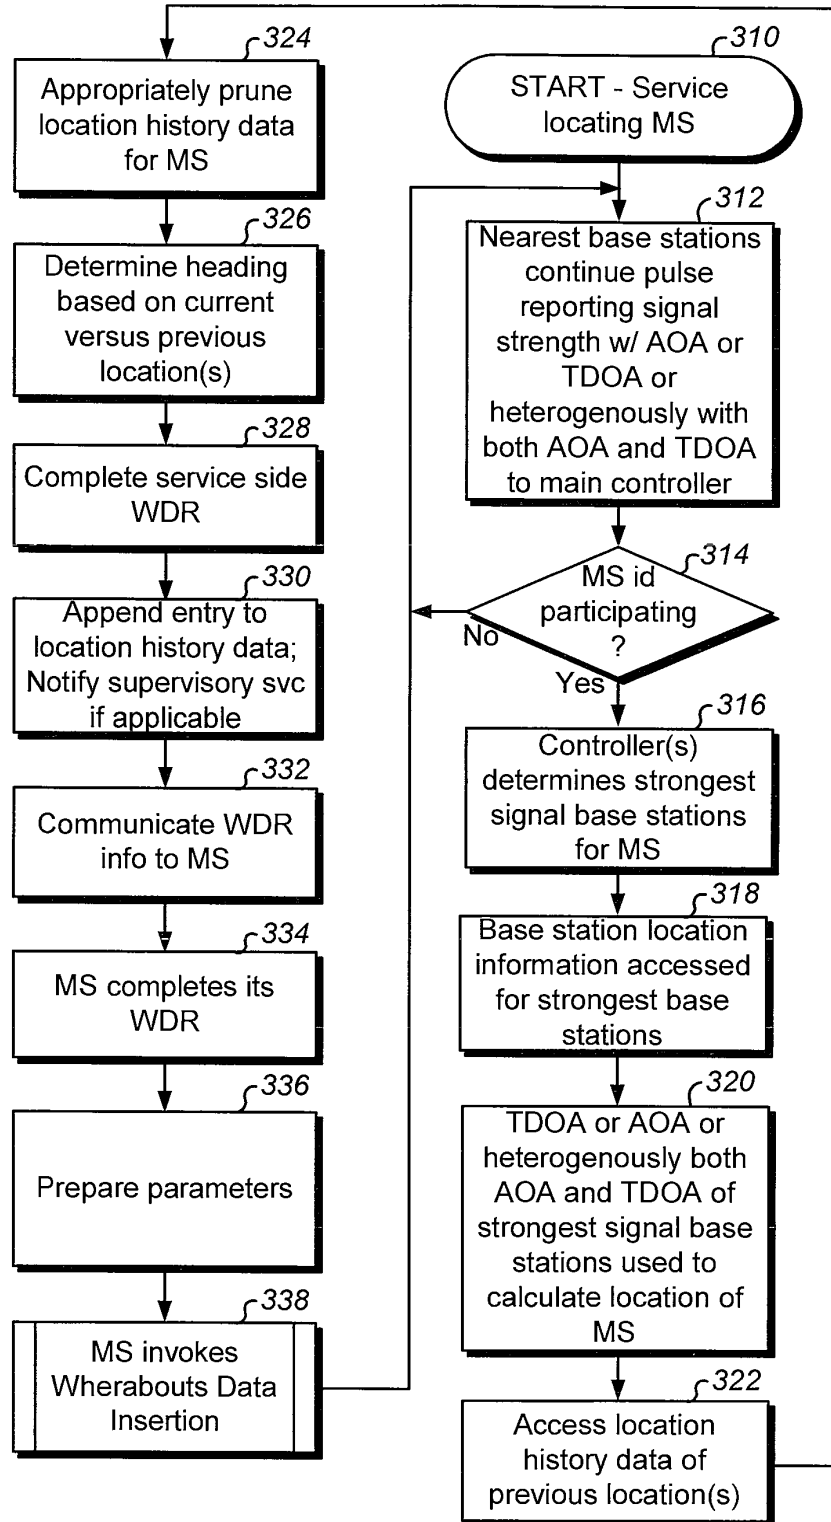 310
START - Service
locating MS
312
Nearest base stations
continue pulse
reporting signal
strength w/ AOA or
TDOA or
heterogenously with
both AOA and TDOA
to main controller
314
MS id
participating
?
No
Yes
316
Controller(s)
determines strongest
signal base stations
for MS
318
Base station location
information accessed
for strongest base
stations
320
TDOA or AOA or
heterogenously both
AOA and TDOA of
strongest signal base
stations used to
calculate location of
MS
322
Access location
history data of
previous location(s)
324
Appropriately prune
location history data
for MS
326
Determine heading
based on current
versus previous
location(s)
328
Complete service side
WDR
330
Append entry to
location history data;
Notify supervisory svc
if applicable
332
Communicate WDR
info to MS
334
MS completes its
WDR
336
Prepare parameters
338
MS invokes
Wherabouts Data
Insertion